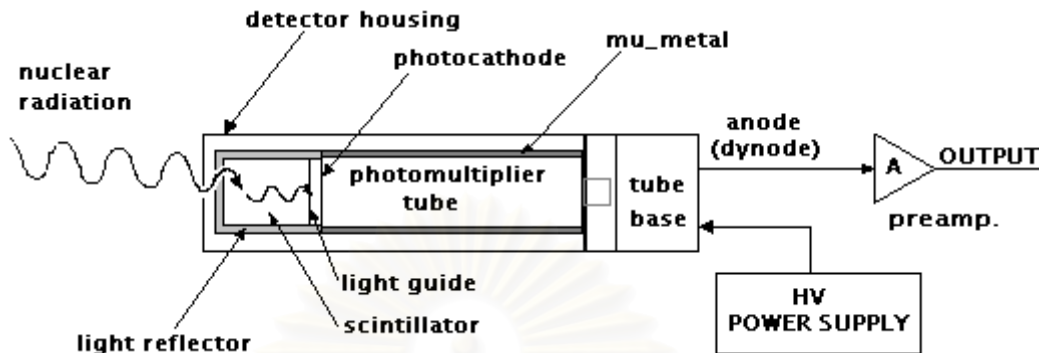 detector housing
mu_metal
photocathode
nuclear
radiation
anode
(dynode)
A
OUTPUT
photomultiplier
tube
tube
base
preamp.
light guide
scintillator
light reflector
HV
POWER SUPPLY